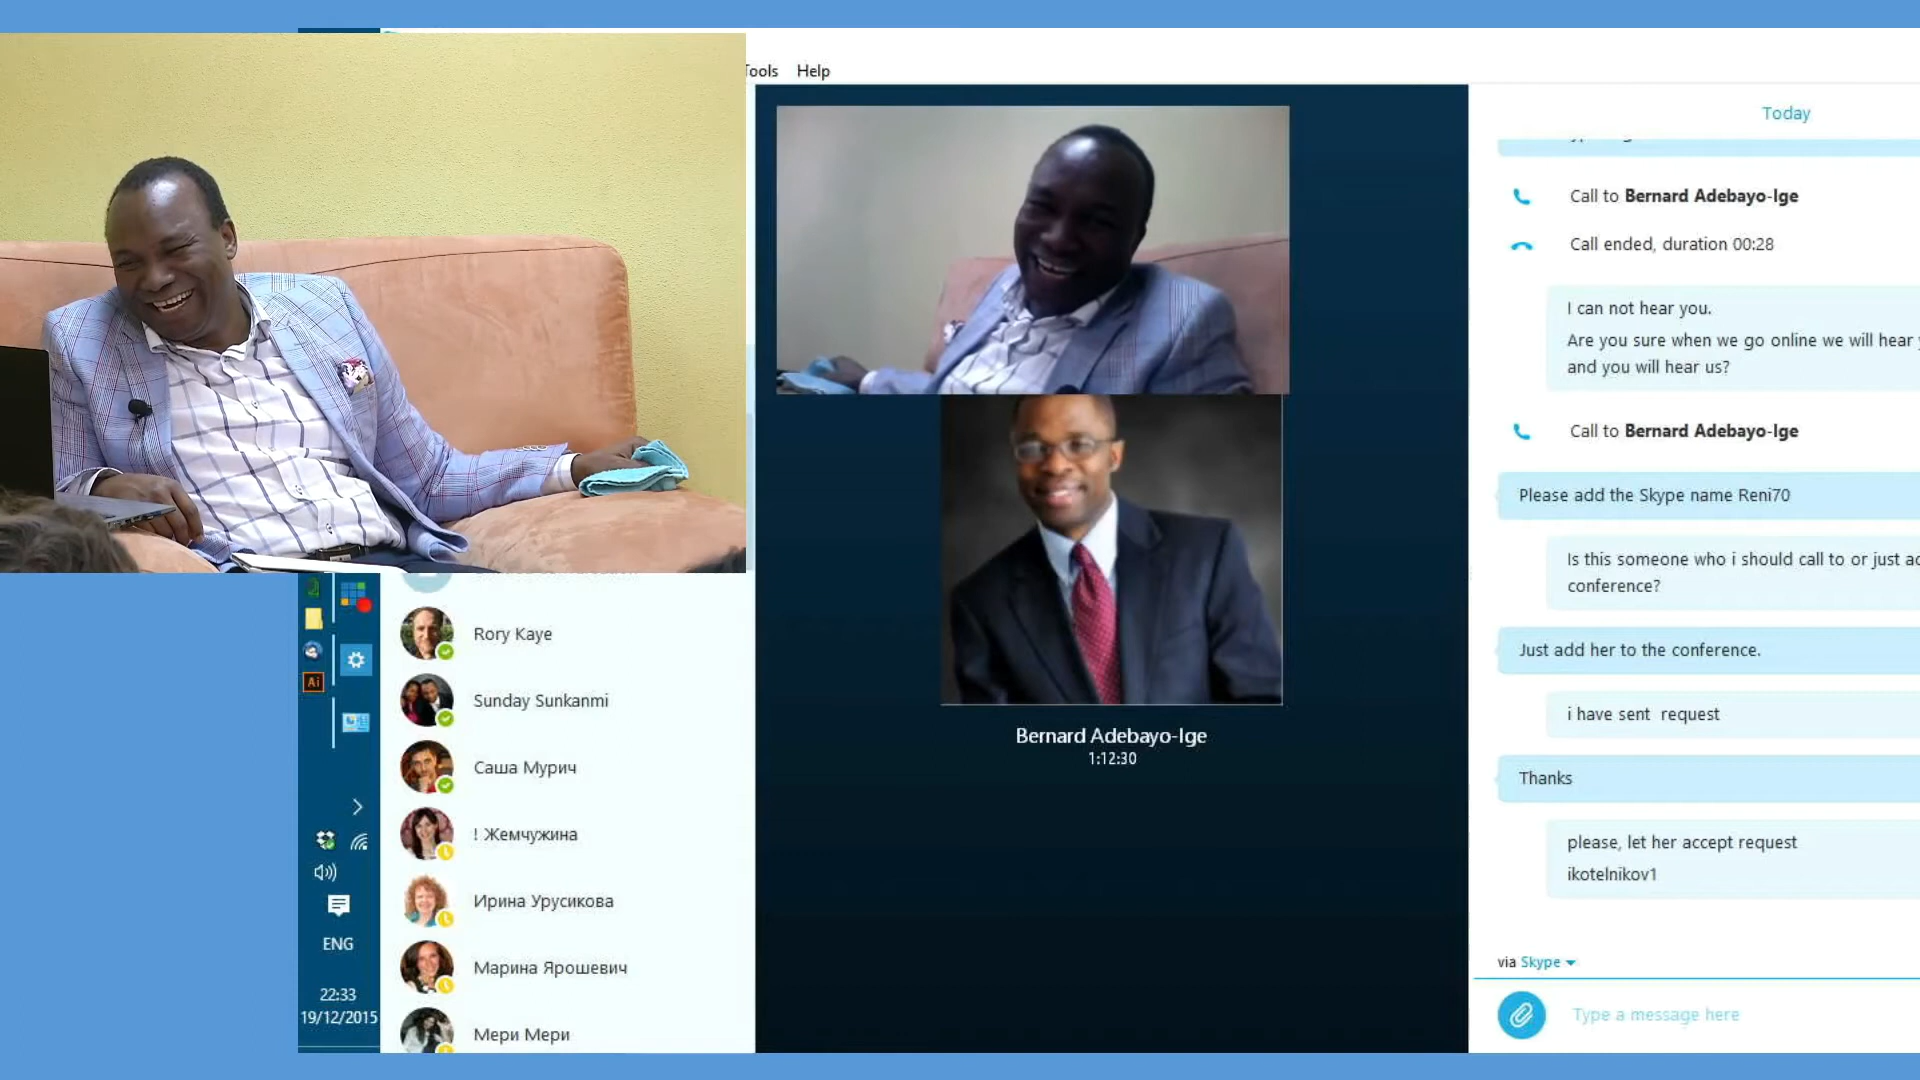 Tools Help
Today
Call to Bernard Adebayo-Ige
Call ended, duration 00:28
I can not hear you.
Are you sure when we go online we will hear
and you will hear us?
Call to Bernard Adebayo-Ige
Please add the Skype name Reni70
Is this someone who i should call to or just
conference?
Just add her to the conference.
i have sent request
Thanks
please, let her accept request
ikotelnikov1
via Skype
Type a message here
Bernard Adebayo-Ige
1:12:30
Rory Kaye
Sunday Sunkanmi
Саша Мурич
! Жемчужина
Ирина Урусикова
Марина Ярошевич
Мери Мери
Ai
ENG
22:33
19/12/2015